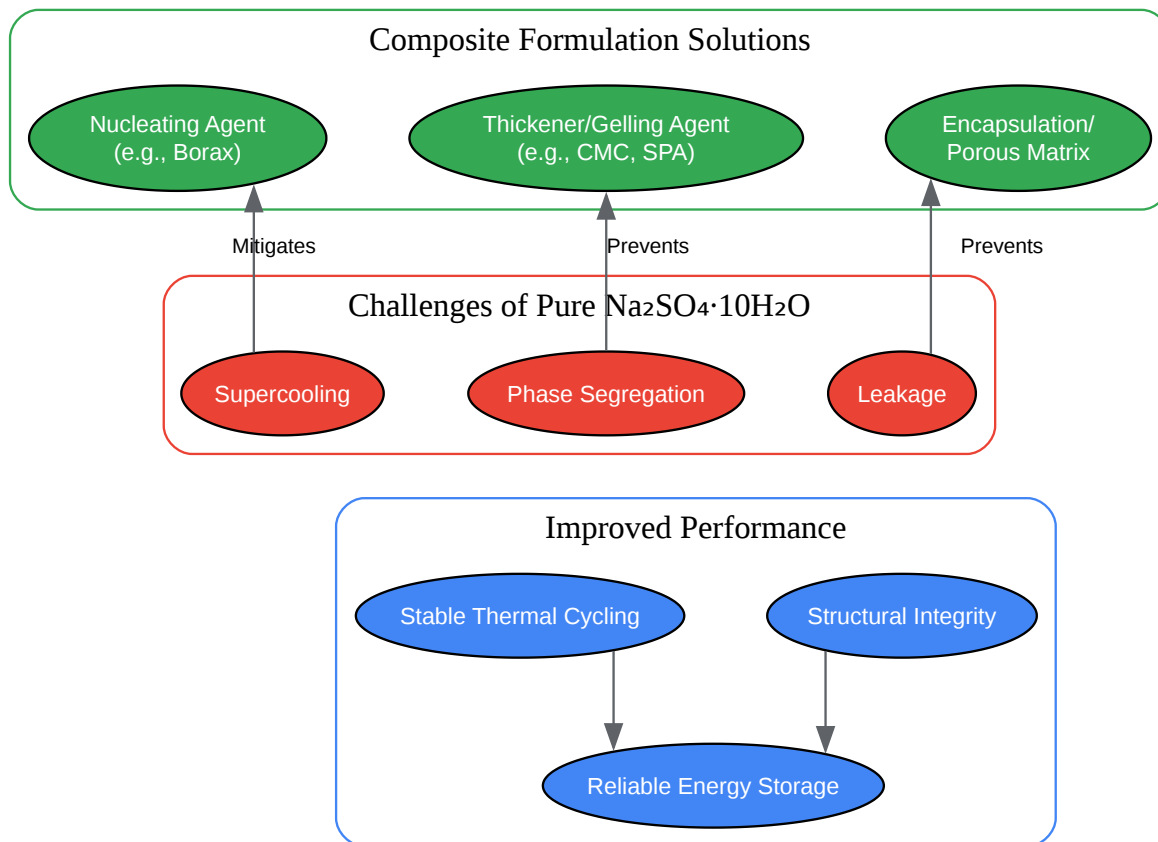 Composite Formulation Solutions
Nucleating Agent
(e.g., Borax)
Thickener/Gelling Agent
(e.g., CMC, SPA)
Encapsulation/
Porous Matrix
Mitigates
Prevents
Prevents
Challenges of Pure Na₂SO₄·10H₂O
Supercooling
Phase Segregation
Leakage
Improved Performance
Stable Thermal Cycling
Structural Integrity
Reliable Energy Storage